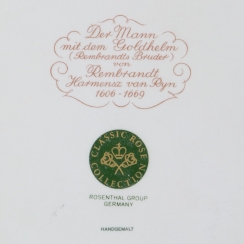 Der Mann
mit dem Goldhelm
(Rembrandts Bruder)
von
Rembrandt
Harmensz van Ryn
1606 - 1669
CLASSIC ROSE
COLLECTION
ROSENTHAL GROUP
GERMANY
HANDGEMALT